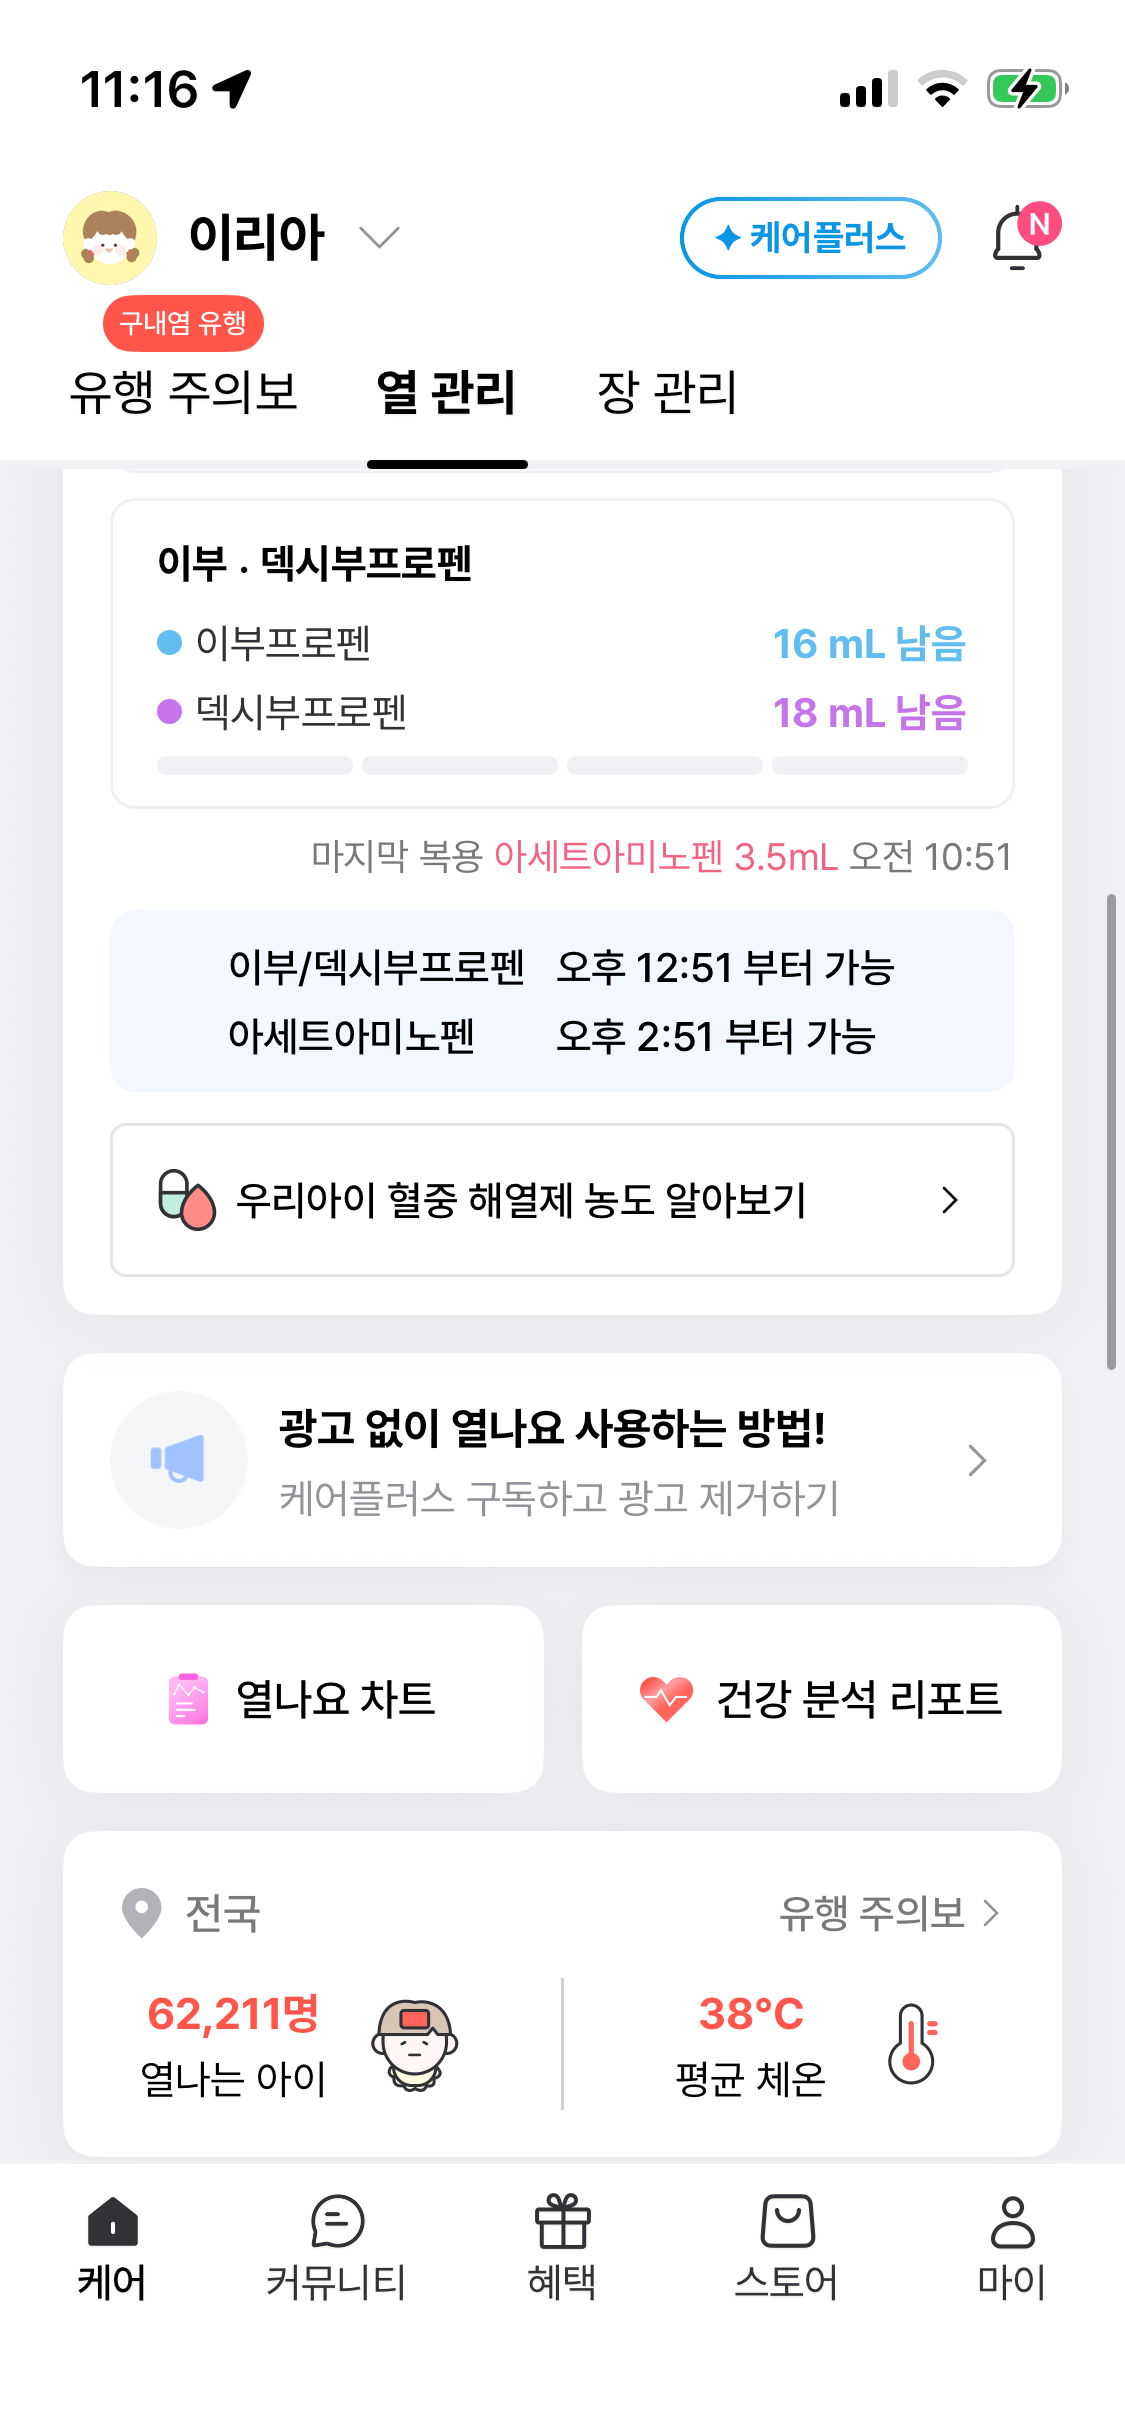 11:16
이리아
케어플러스
N
구내염 유행
유행 주의보 열 관리 장 관리
이부 · 덱시부프로펜
이부프로펜 16 mL 남음
덱시부프로펜 18 mL 남음
마지막 복용 아세트아미노펜 3.5mL 오전 10:51
이부/덱시부프로펜 오후 12:51 부터 가능
아세트아미노펜 오후 2:51 부터 가능
우리아이 혈중 해열제 농도 알아보기
광고 없이 열나요 사용하는 방법!
케어플러스 구독하고 광고 제거하기
열나요 차트 건강 분석 리포트
전국 유행 주의보
62,211명 38°C
열나는 아이 평균 체온
케어 커뮤니티 혜택 스토어 마이